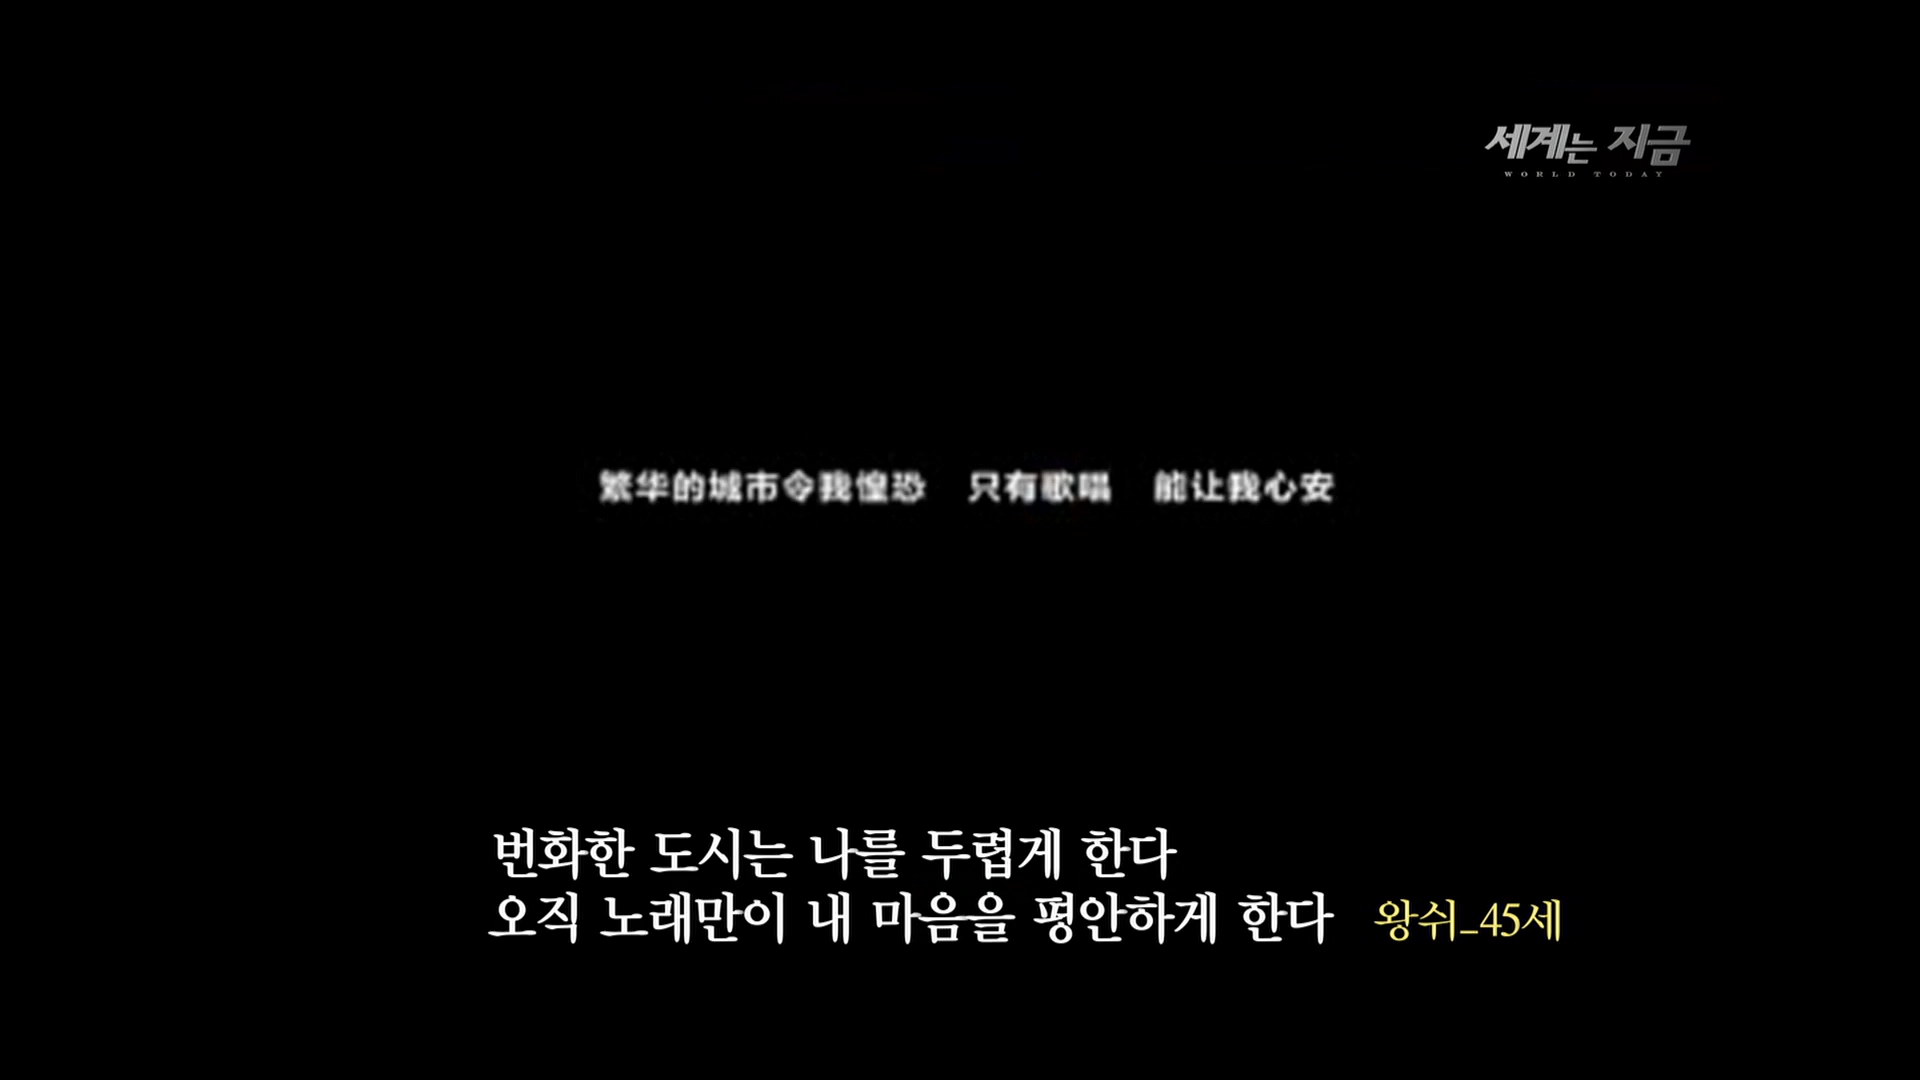 세계는 지금
WORLD TODAY
繁华的城市令我惶恐 只有歌唱 能让我心安
번화한 도시는 나를 두렵게 한다
오직 노래만이 내 마음을 평안하게 한다 왕쉬_45세